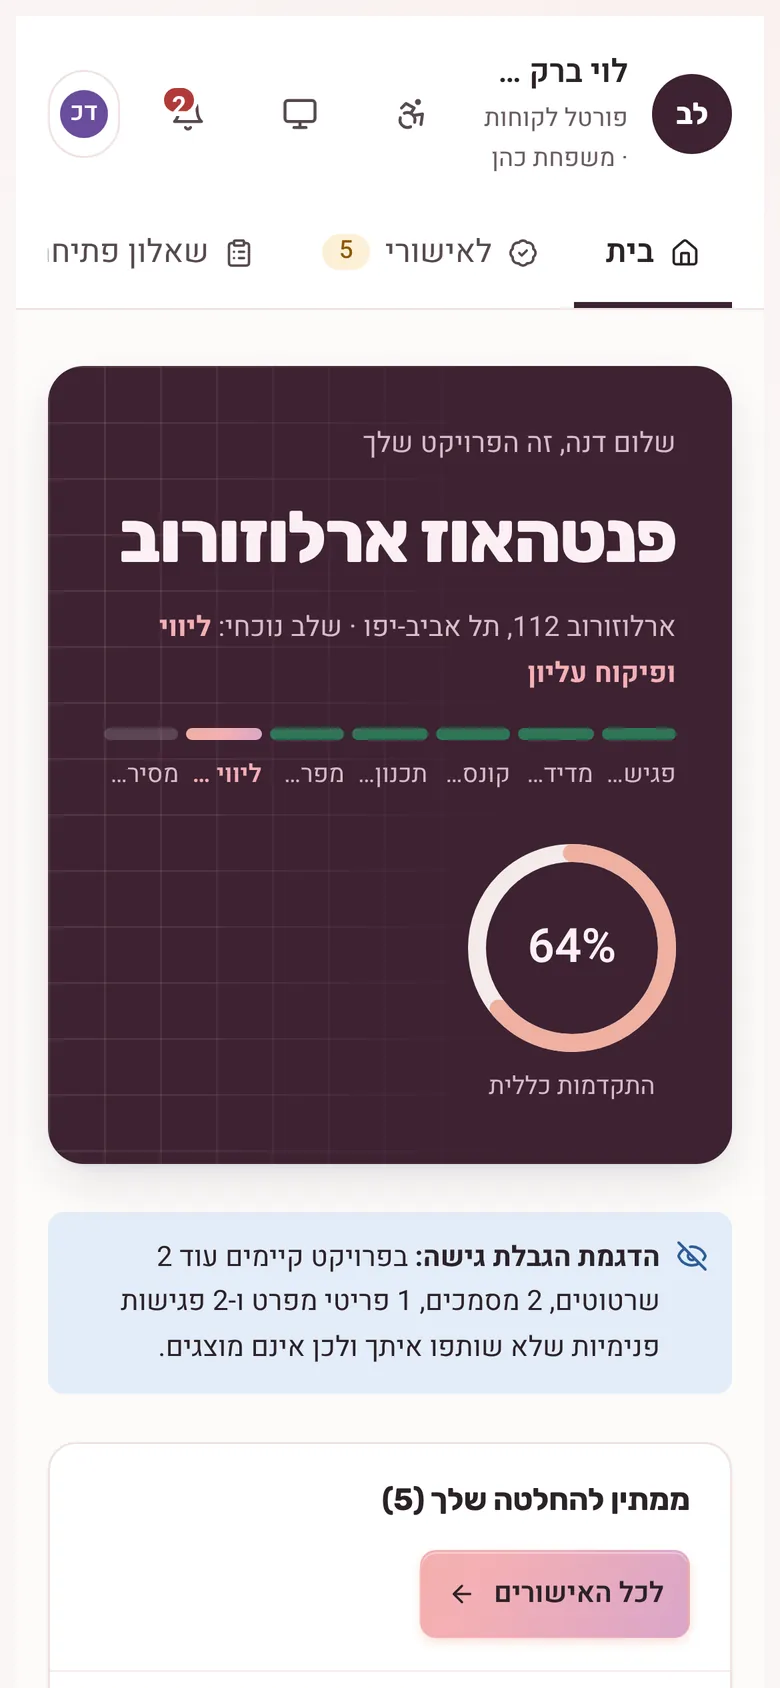 לב
לוי ברק ...
פורטל לקוחות
· משפחת כהן
2
דכ
בית
לאישורי 5
שאלון פתיחה
שלום דנה, זה הפרויקט שלך
פנטהאוז ארלוזורוב
ארלוזורוב 112, תל אביב-יפו · שלב נוכחי: ליווי
ופיקוח עליון
פגיש... מדיד... קונס... תכנון... מפר... ליווי ... מסיר...
64%
התקדמות כללית
הדגמת הגבלת גישה: בפרויקט קיימים עוד 2
שרטוטים, 2 מסמכים, 1 פריטי מפרט ו-2 פגישות
פנימיות שלא שותפו איתך ולכן אינם מוצגים.
ממתין להחלטה שלך (5)
לכל האישורים ←